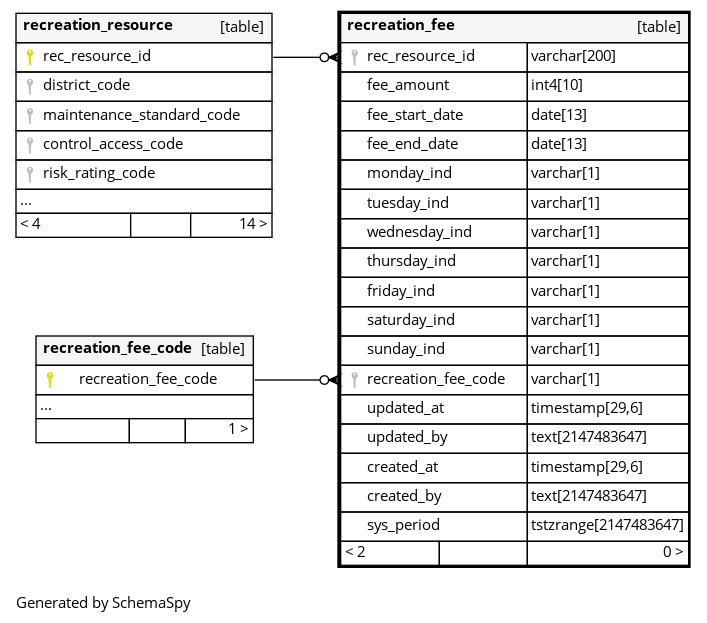 recreation_resource [table]
rec_resource_id
district_code
maintenance_standard_code
control_access_code
risk_rating_code
...
< 4 14 >
recreation_fee_code [table]
recreation_fee_code
...
1 >
recreation_fee [table]
rec_resource_id varchar[200]
fee_amount int4[10]
fee_start_date date[13]
fee_end_date date[13]
monday_ind varchar[1]
tuesday_ind varchar[1]
wednesday_ind varchar[1]
thursday_ind varchar[1]
friday_ind varchar[1]
saturday_ind varchar[1]
sunday_ind varchar[1]
recreation_fee_code varchar[1]
updated_at timestamp[29,6]
updated_by text[2147483647]
created_at timestamp[29,6]
created_by text[2147483647]
sys_period tstzrange[2147483647]
< 2 0 >
Generated by SchemaSpy